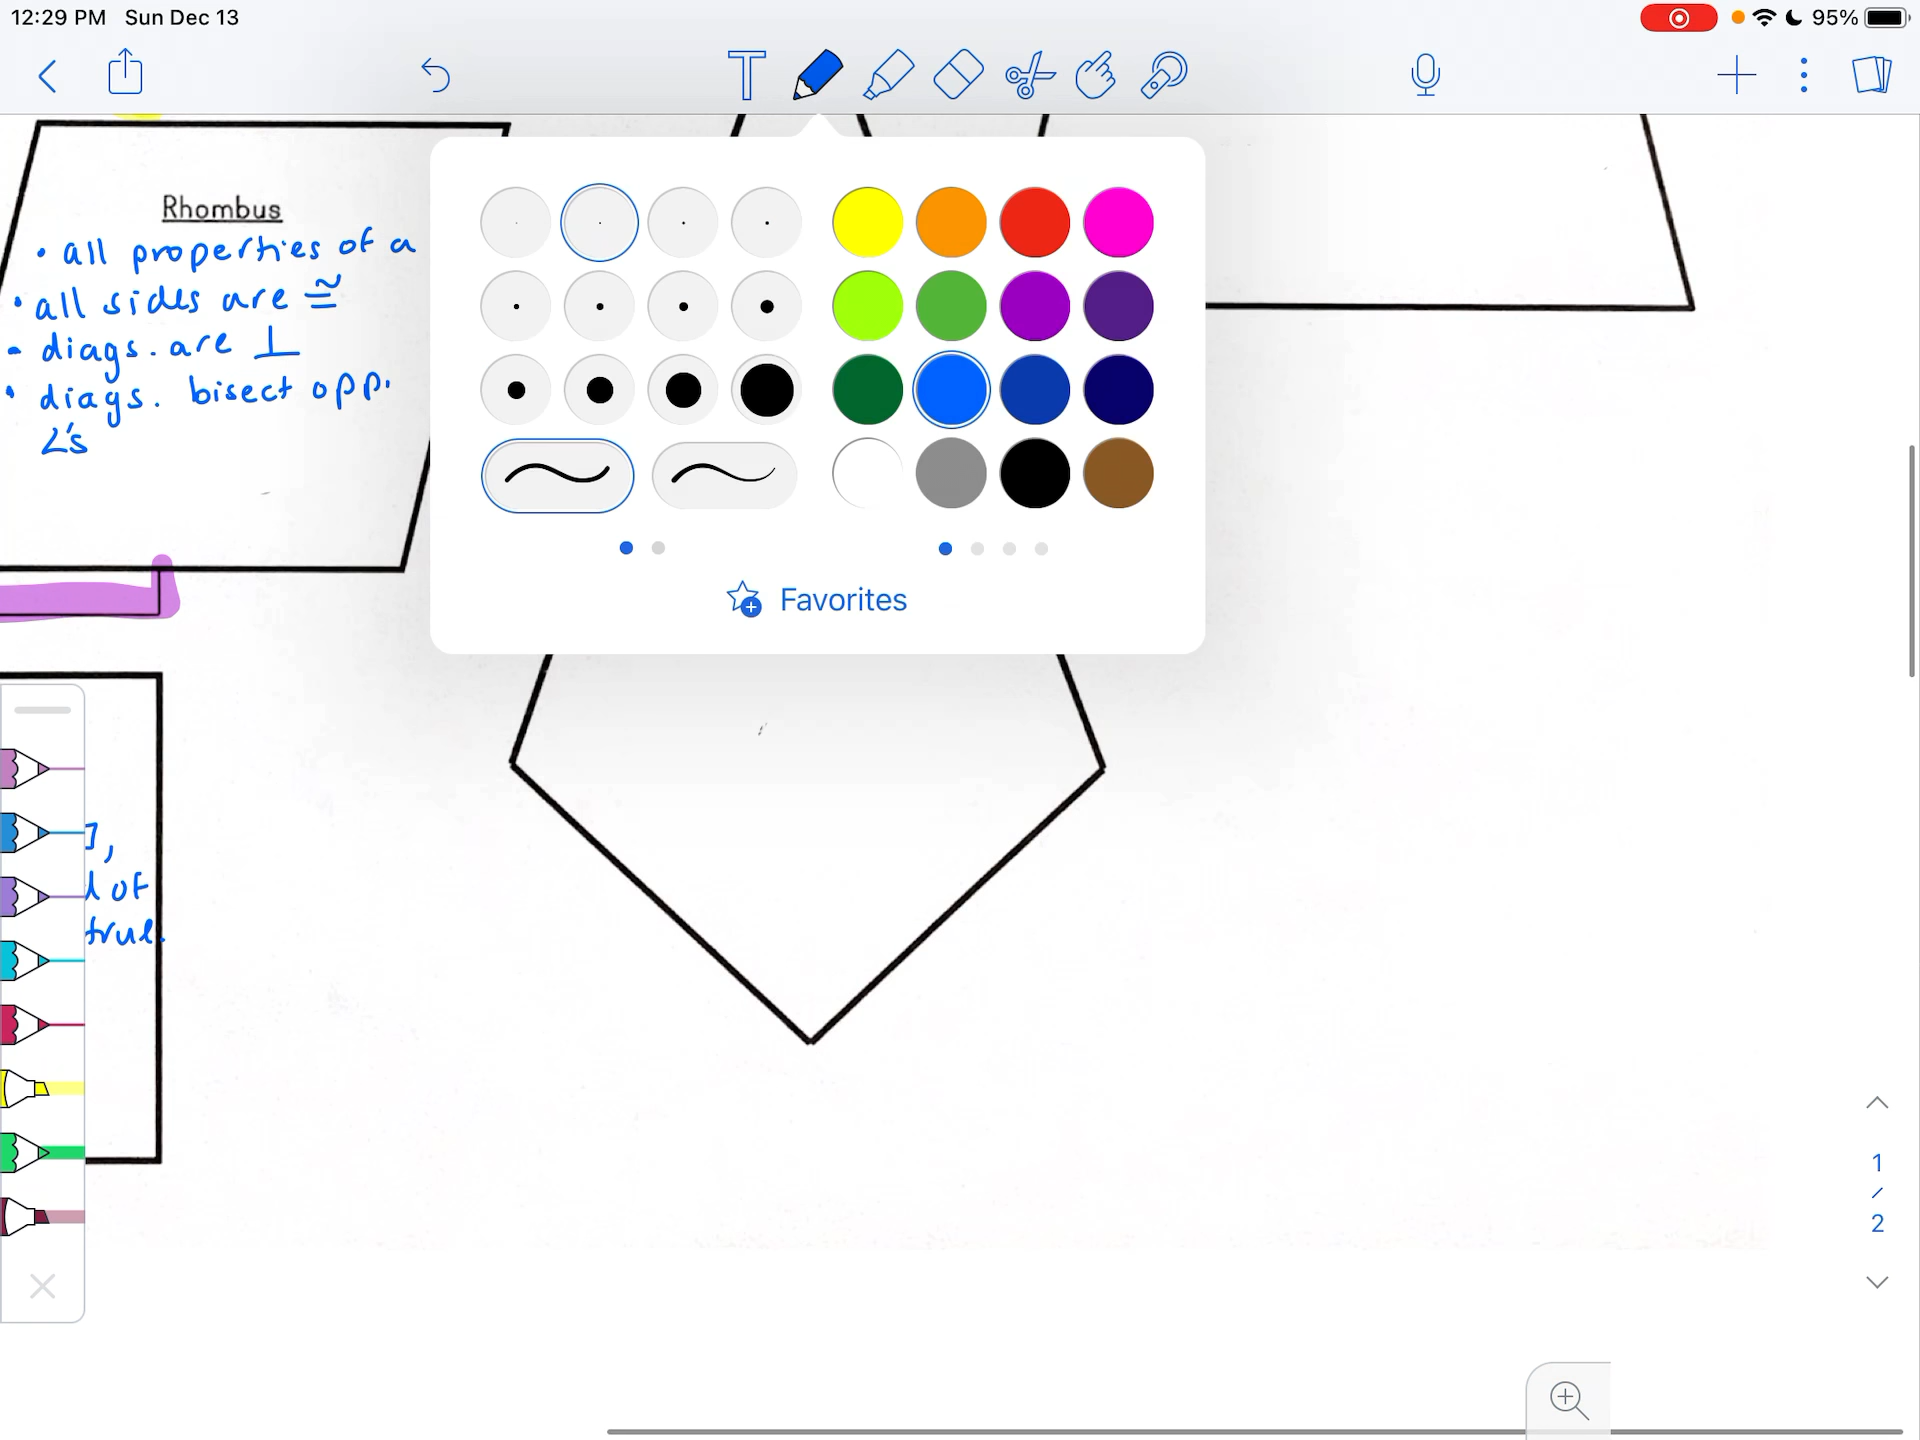 12:29 PM Sun Dec 13
95%
Rhombus
• all properties of a
• all sides are ≅
• diags. are ⊥
• diags. bisect opp.
∠'s
Favorites
of
true.
1
/
2